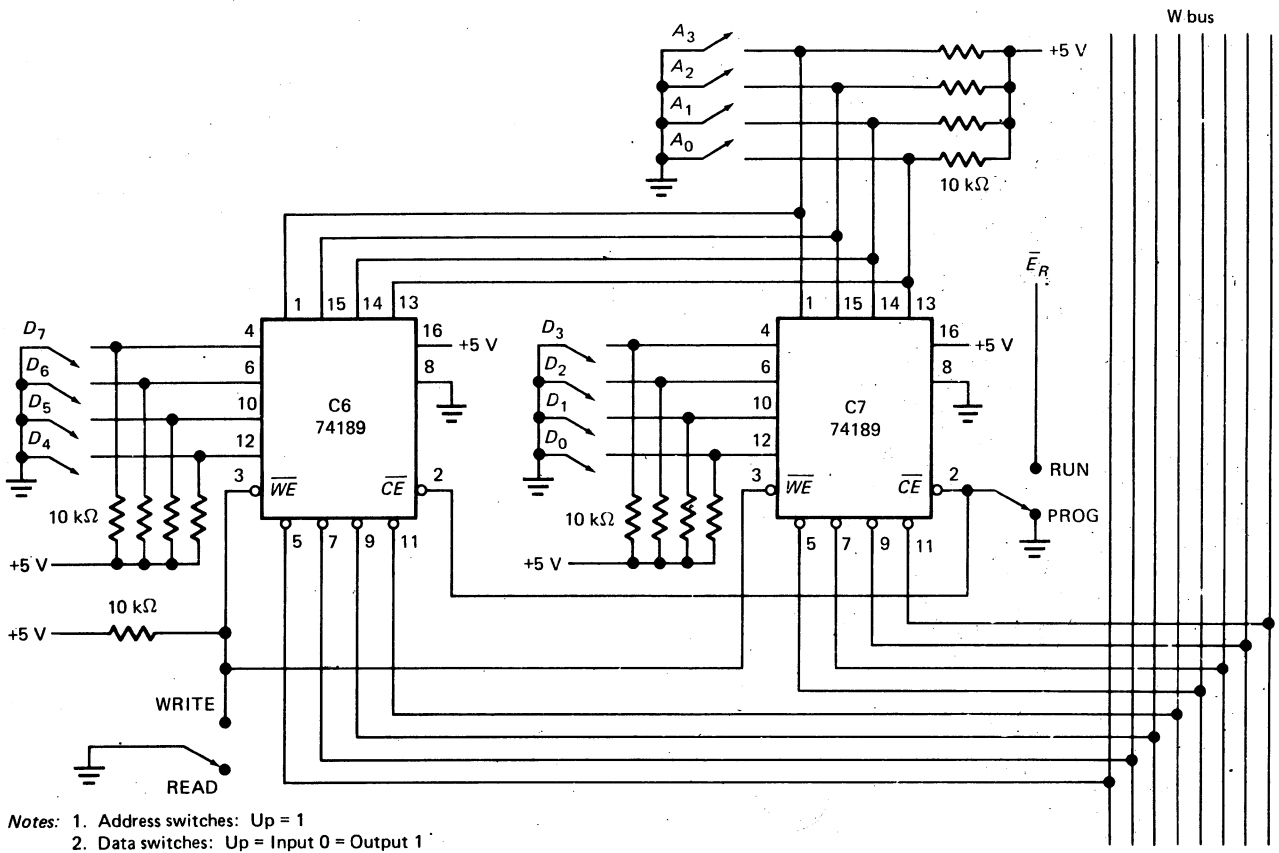 W bus
A3
+5 V
A2
A1
A0
10 kΩ
E̅R
1 15 14 13
1 15 14 13
D7
4
16
+5 V
D6
6
8
D5
10
C6
74189
D4
12
3
W̅E̅
C̅E̅
2
10 kΩ
5 7 9 11
+5 V
D3
4
16
+5 V
D2
6
8
D1
10
C7
74189
D0
12
3
W̅E̅
C̅E̅
2
10 kΩ
5 7 9 11
+5 V
RUN
PROG
10 kΩ
+5 V
WRITE
READ
Notes: 1. Address switches: Up = 1
2. Data switches: Up = Input 0 = Output 1